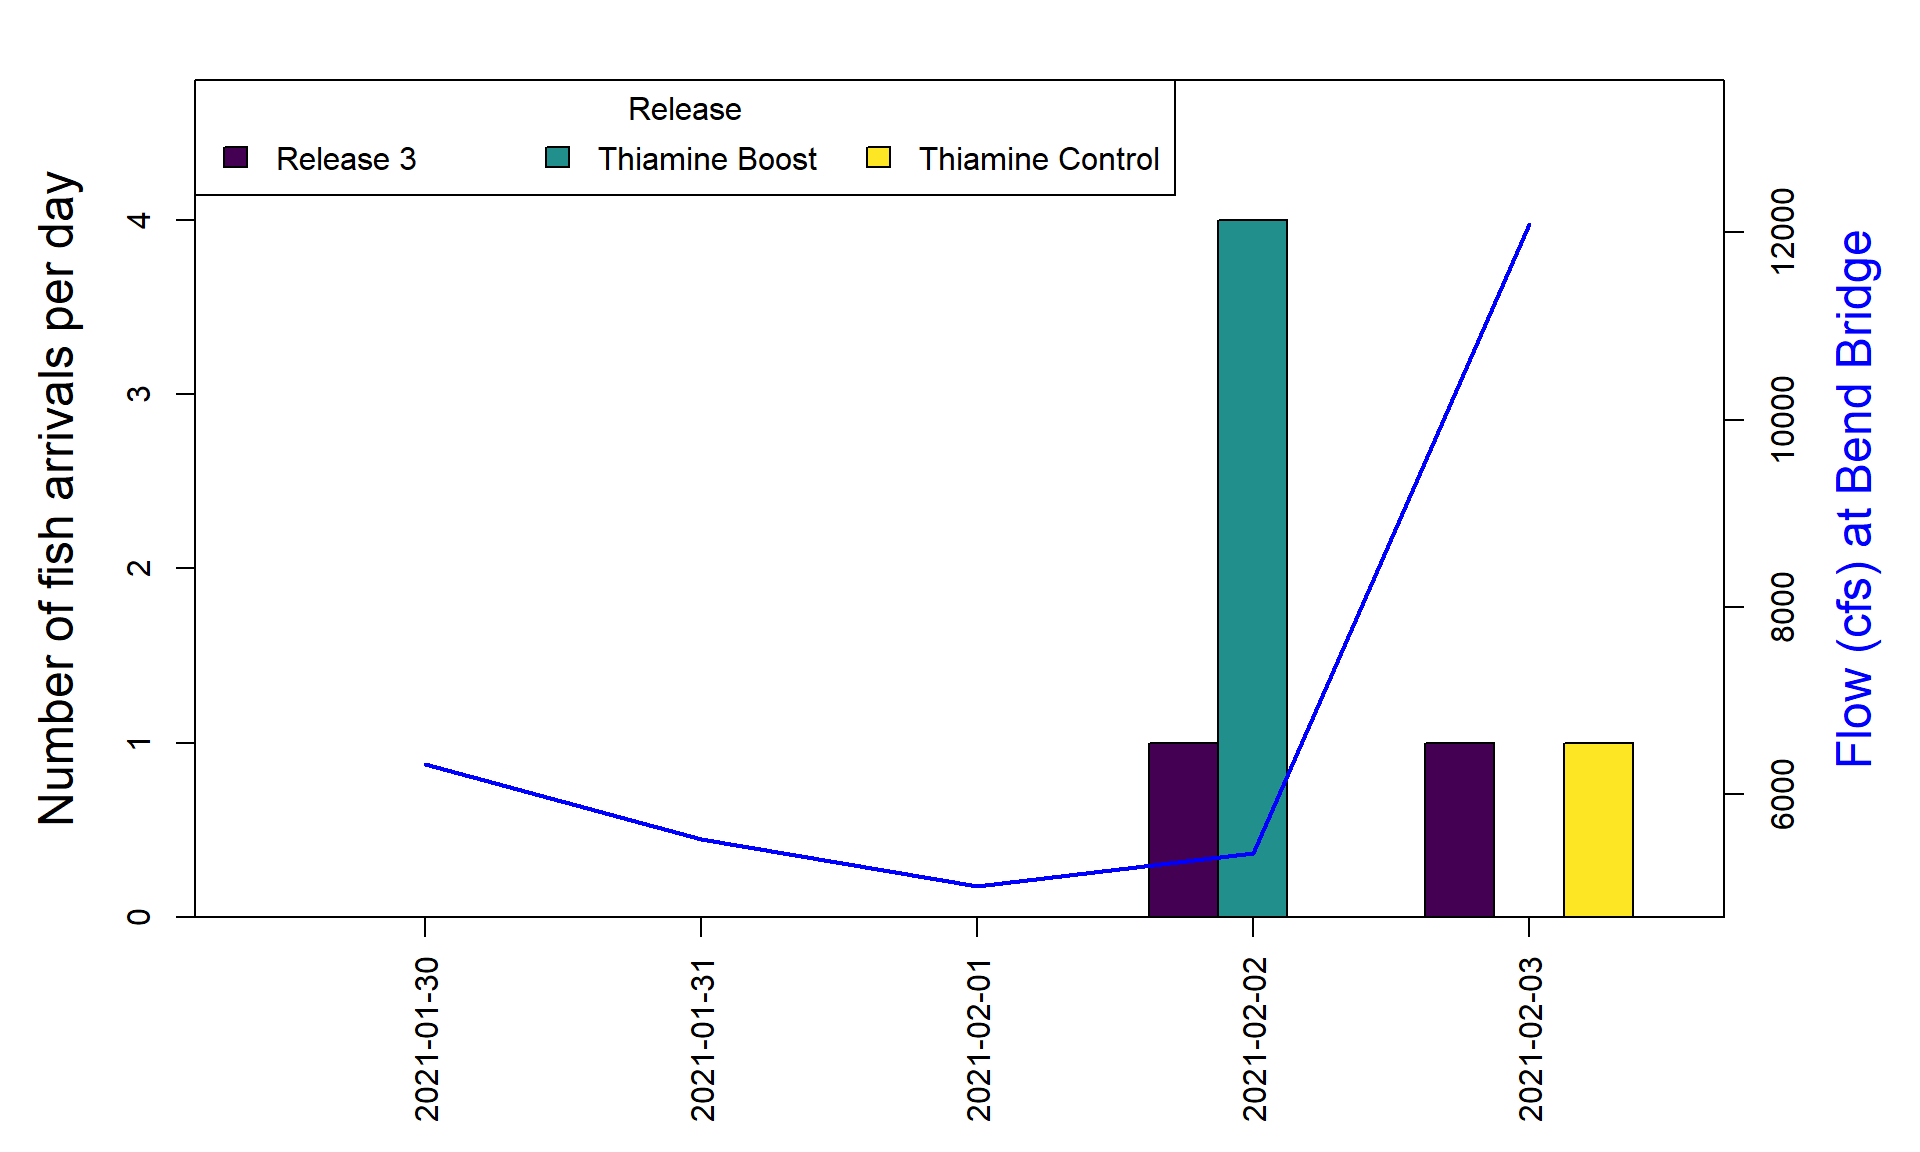 Release
Release 3
Thiamine Boost
Thiamine Control
Number of fish arrivals per day
4
3
2
1
0
12000
10000
8000
6000
Flow (cfs) at Bend Bridge
2021-01-30
2021-01-31
2021-02-01
2021-02-02
2021-02-03